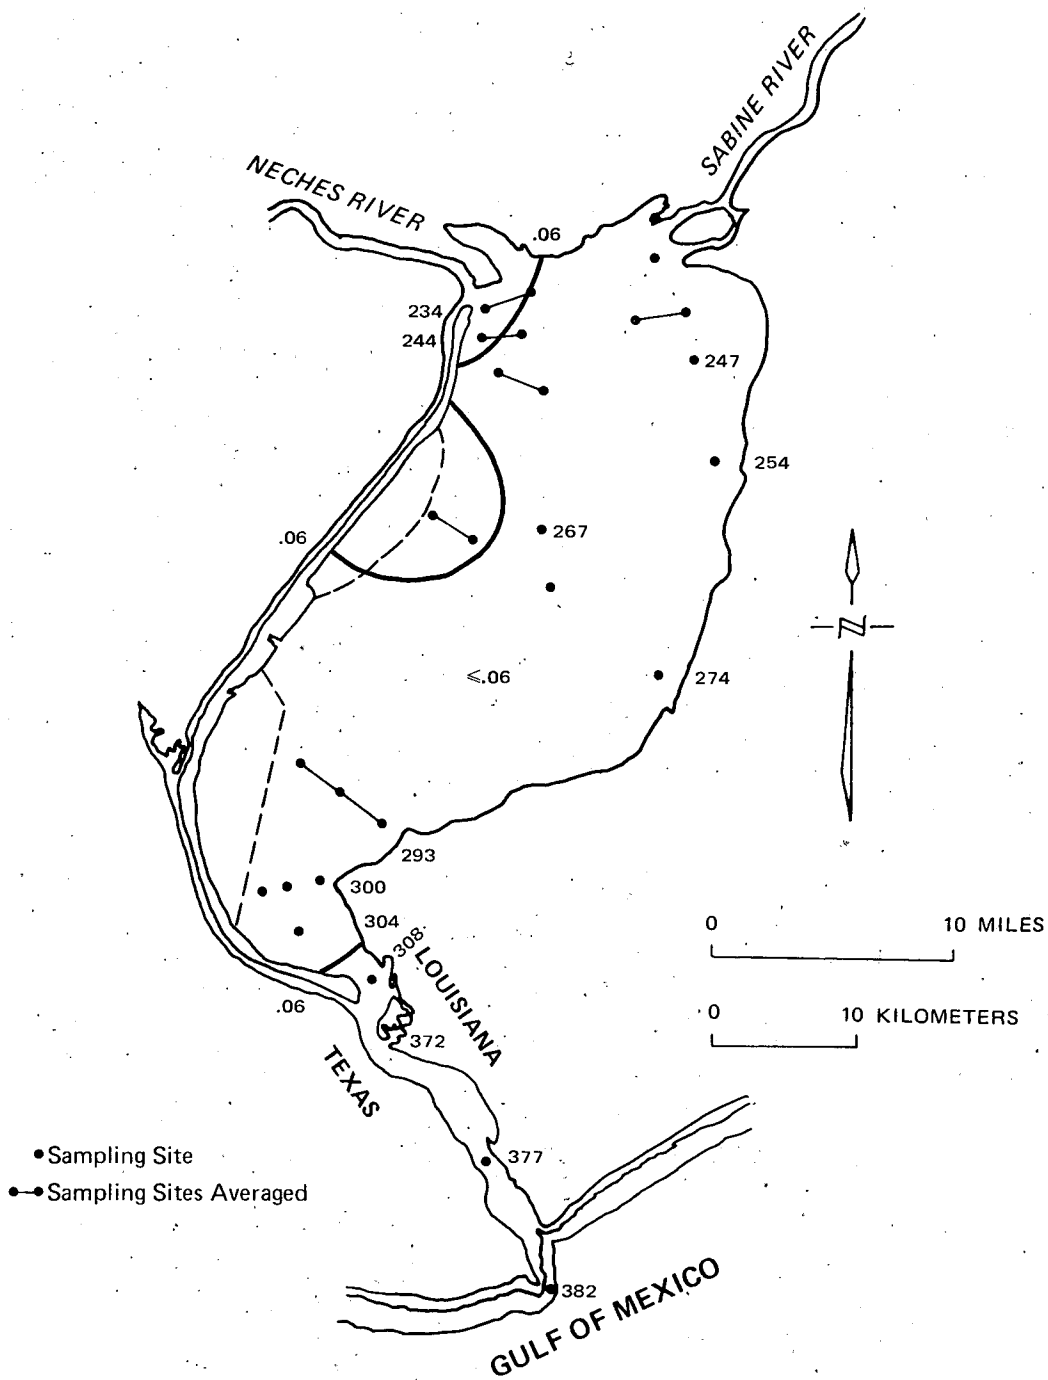 SABINE RIVER
NECHES RIVER
.06
234
244
247
254
267
.06
≤.06
274
293
300
304
308
LOUISIANA
.06
372
TEXAS
N
0 10 MILES
0 10 KILOMETERS
377
Sampling Site
Sampling Sites Averaged
382
GULF OF MEXICO